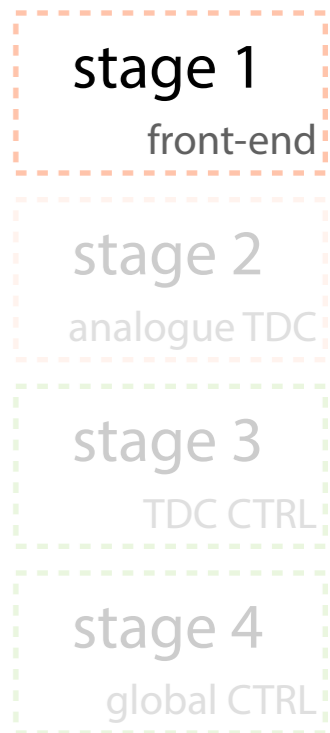 stage 1
front-end
stage 2
analogue TDC
stage 3
TDC CTRL
stage 4
global CTRL